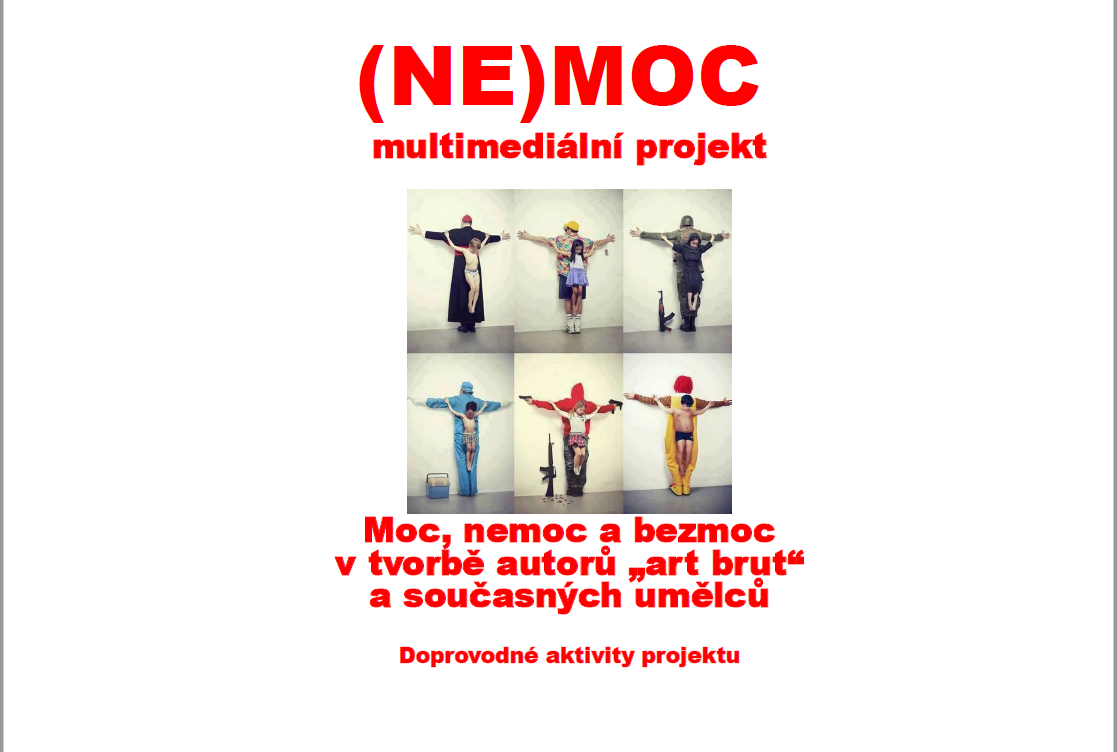 (NE)MOC
multimediální projekt
Moc, nemoc a bezmoc
v tvorbě autorů „art brut“
a současných umělců
Doprovodné aktivity projektu